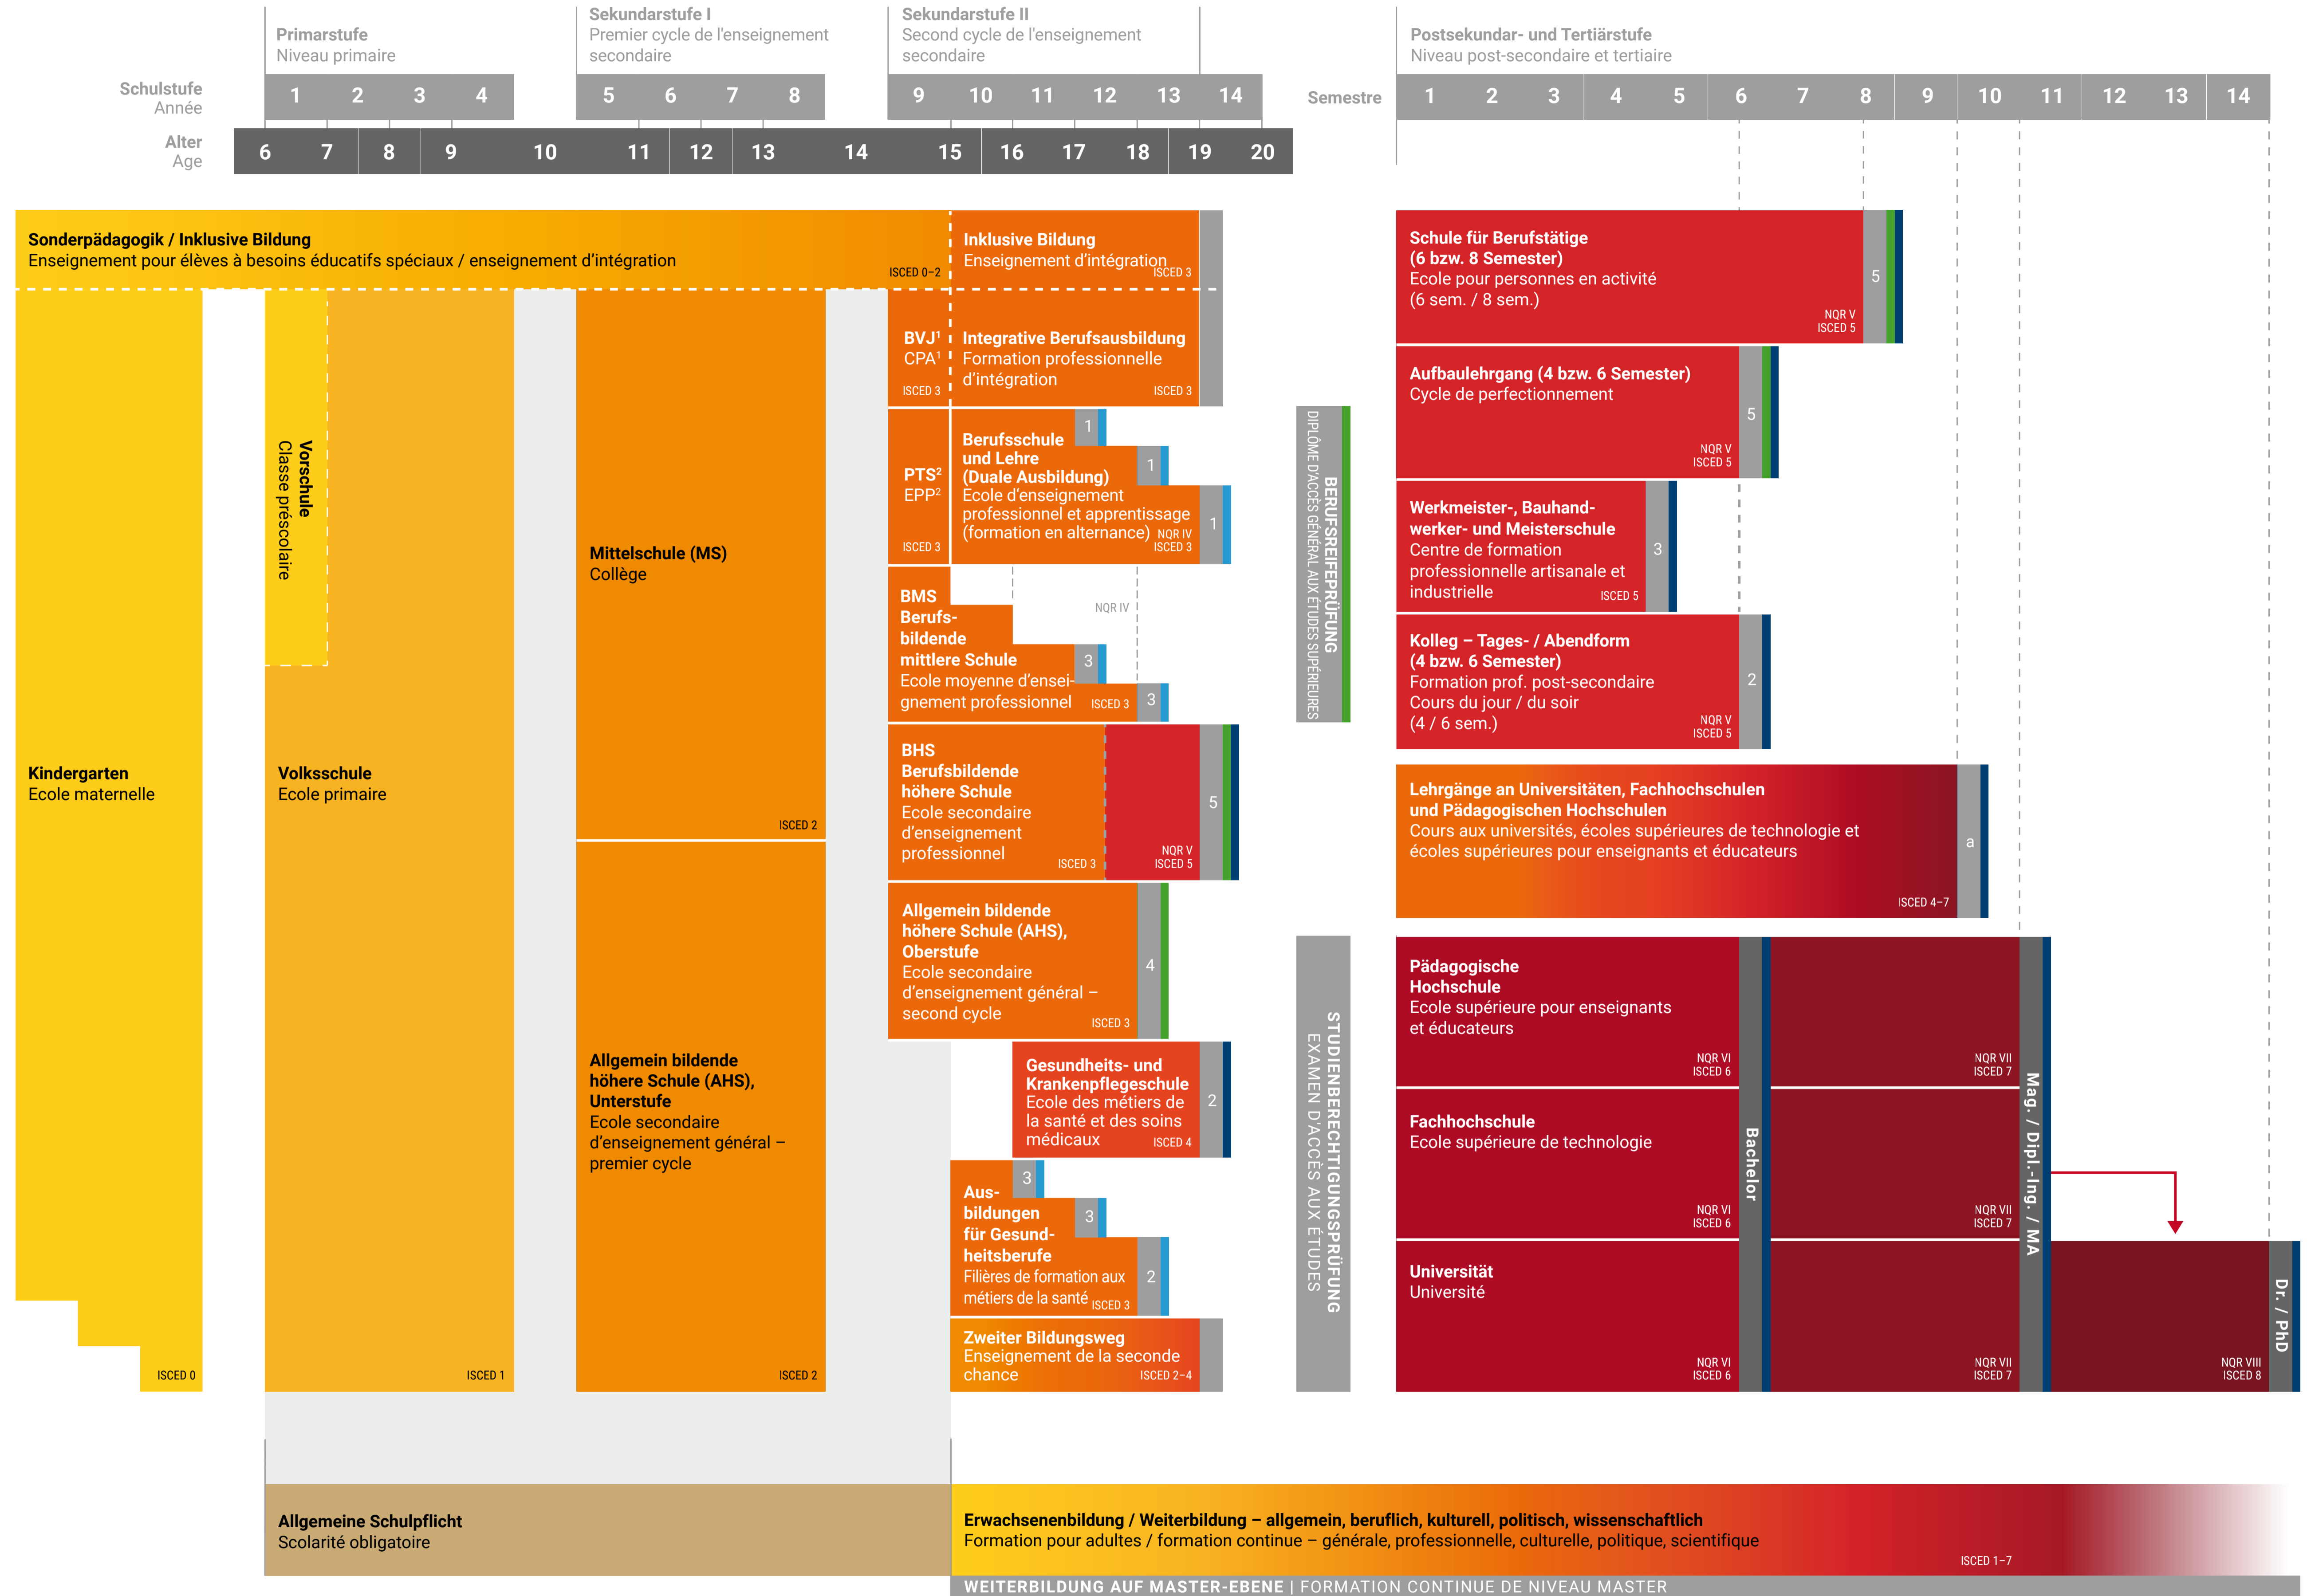 Primarstufe
Niveau primaire
Sekundarstufe I
Premier cycle de l'enseignement
secondaire
Sekundarstufe II
Second cycle de l'enseignement
secondaire
Postsekundar- und Tertiärstufe
Niveau post-secondaire et tertiaire
Schulstufe
Année
1 2 3 4 5 6 7 8 9 10 11 12 13 14
Semestre
1 2 3 4 5 6 7 8 9 10 11 12 13 14
Alter
Age
6 7 8 9 10 11 12 13 14 15 16 17 18 19 20
Sonderpädagogik / Inklusive Bildung
Enseignement pour élèves à besoins éducatifs spéciaux / enseignement d’intégration
ISCED 0–2
Inklusive Bildung
Enseignement d’intégration
ISCED 3
Kindergarten
Ecole maternelle
ISCED 0
Vorschule
Classe préscolaire
Volksschule
Ecole primaire
ISCED 1
Mittelschule (MS)
Collège
ISCED 2
Allgemein bildende
höhere Schule (AHS),
Unterstufe
Ecole secondaire
d’enseignement général –
premier cycle
ISCED 2
BVJ¹
CPA¹
ISCED 3
Integrative Berufsausbildung
Formation professionnelle
d’intégration
ISCED 3
PTS²
EPP²
ISCED 3
Berufsschule
und Lehre
(Duale Ausbildung)
Ecole d’enseignement
professionnel et apprentissage
(formation en alternance)
NQR IV
ISCED 3
1
1
1
BMS
Berufs-
bildende
mittlere Schule
Ecole moyenne d’ensei-
gnement professionnel
ISCED 3
NQR IV
3
3
BHS
Berufsbildende
höhere Schule
Ecole secondaire
d’enseignement
professionnel
ISCED 3
NQR V
ISCED 5
5
Allgemein bildende
höhere Schule (AHS),
Oberstufe
Ecole secondaire
d’enseignement général –
second cycle
ISCED 3
4
Gesundheits- und
Krankenpflegeschule
Ecole des métiers de
la santé et des soins
médicaux
ISCED 4
2
Aus-
bildungen
für Gesund-
heitsberufe
Filières de formation aux
métiers de la santé
ISCED 3
3
3
2
Zweiter Bildungsweg
Enseignement de la seconde
chance
ISCED 2–4
BERUFSREIFEPRÜFUNG
DIPLÔME D’ACCÈS GÉNÉRAL AUX ÉTUDES SUPÉRIEURES
STUDIENBERECHTIGUNGSPRÜFUNG
EXAMEN D’ACCÈS AUX ÉTUDES
Schule für Berufstätige
(6 bzw. 8 Semester)
Ecole pour personnes en activité
(6 sem. / 8 sem.)
NQR V
ISCED 5
5
Aufbaulehrgang (4 bzw. 6 Semester)
Cycle de perfectionnement
NQR V
ISCED 5
5
Werkmeister-, Bauhand-
werker- und Meisterschule
Centre de formation
professionnelle artisanale et
industrielle
ISCED 5
3
Kolleg – Tages- / Abendform
(4 bzw. 6 Semester)
Formation prof. post-secondaire
Cours du jour / du soir
(4 / 6 sem.)
NQR V
ISCED 5
2
Lehrgänge an Universitäten, Fachhochschulen
und Pädagogischen Hochschulen
Cours aux universités, écoles supérieures de technologie et
écoles supérieures pour enseignants et éducateurs
ISCED 4–7
a
Pädagogische
Hochschule
Ecole supérieure pour enseignants
et éducateurs
NQR VI
ISCED 6
NQR VII
ISCED 7
Fachhochschule
Ecole supérieure de technologie
NQR VI
ISCED 6
NQR VII
ISCED 7
Universität
Université
NQR VI
ISCED 6
NQR VII
ISCED 7
NQR VIII
ISCED 8
Bachelor
Mag. / Dipl.-Ing. / MA
Dr. / PhD
Allgemeine Schulpflicht
Scolarité obligatoire
Erwachsenenbildung / Weiterbildung – allgemein, beruflich, kulturell, politisch, wissenschaftlich
Formation pour adultes / formation continue – générale, professionnelle, culturelle, politique, scientifique
ISCED 1–7
WEITERBILDUNG AUF MASTER-EBENE | FORMATION CONTINUE DE NIVEAU MASTER